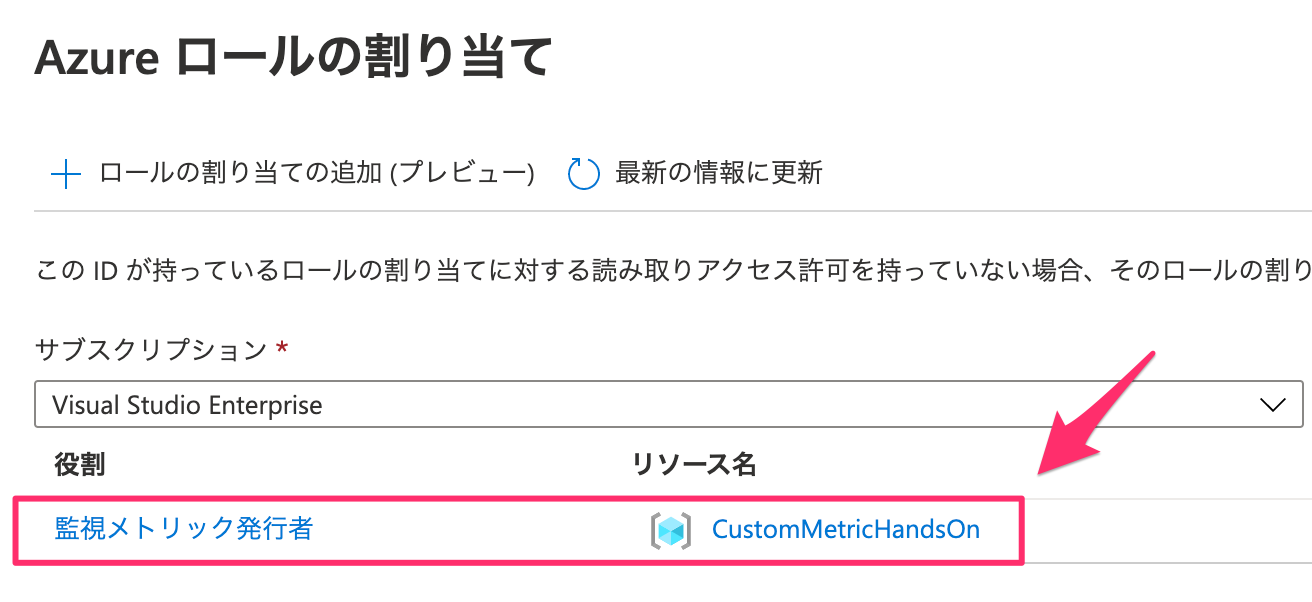 Azure ロールの割り当て
ロールの割り当ての追加 (プレビュー) 最新の情報に更新
この ID が持っているロールの割り当てに対する読み取りアクセス許可を持っていない場合、そのロールの割り
サブスクリプション *
Visual Studio Enterprise
役割 リソース名
監視メトリック発行者 CustomMetricHandsOn